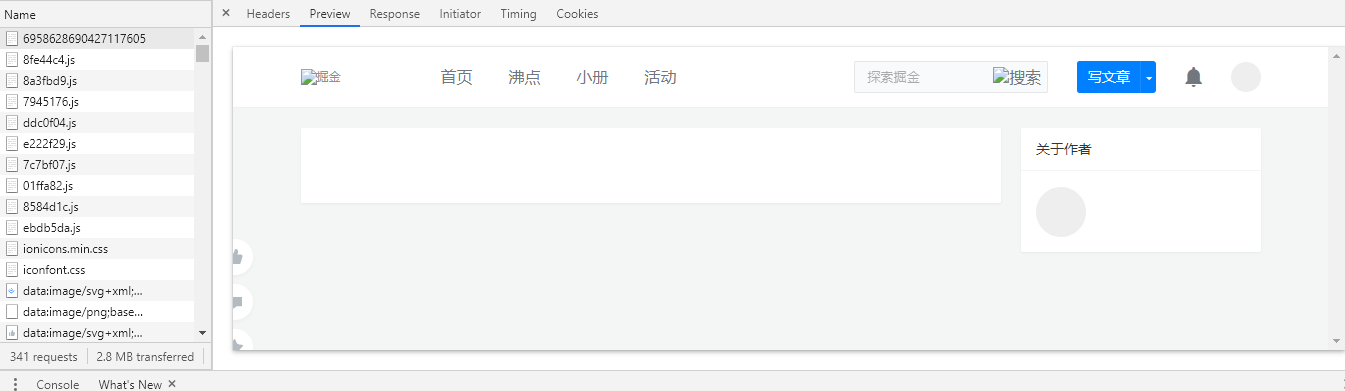 Name
× Headers Preview Response Initiator Timing Cookies
6958628690427117605
8fe44c4.js
8a3fbd9.js
7945176.js
ddc0f04.js
e222f29.js
7c7bf07.js
01ffa82.js
8584d1c.js
ebdb5da.js
ionicons.min.css
iconfont.css
data:image/svg+xml;...
data:image/png;base...
data:image/svg+xml;...
341 requests 2.8 MB transferred
掘金 首页 沸点 小册 活动 探索掘金 搜索 写文章
关于作者
Console What's New ×